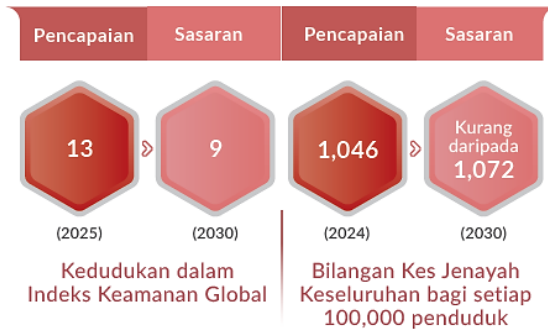 Pencapaian
Sasaran
Pencapaian
Sasaran
13
9
1,046
Kurang
daripada
1,072
(2025)
(2030)
(2024)
(2030)
Kedudukan dalam
Indeks Keamanan Global
Bilangan Kes Jenayah
Keseluruhan bagi setiap
100,000 penduduk